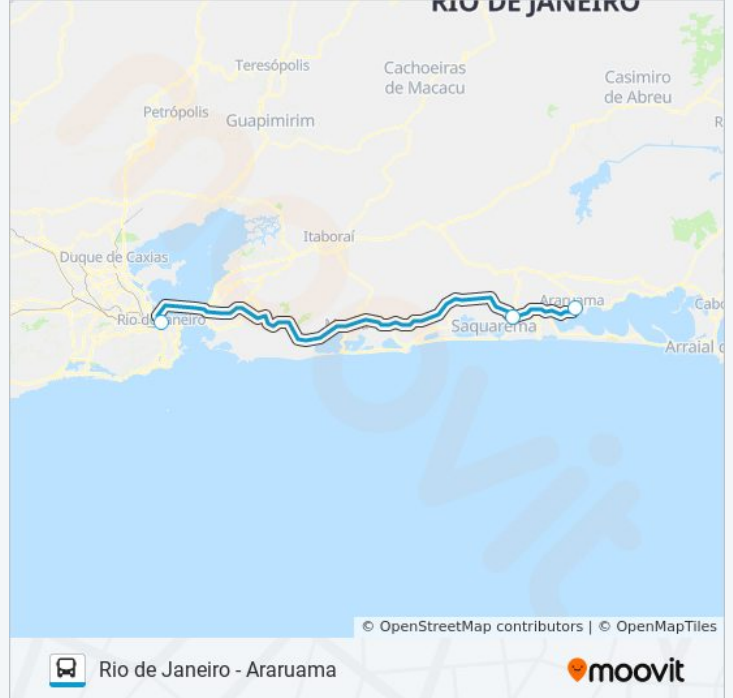 RIO DE JANEIRO
Teresópolis
Cachoeiras
de Macacu
Casimiro
de Abreu
Petrópolis
Guapimirim
R
Itaboraí
Duque de Caxias
Araruama
Cabo
Rio de Janeiro
Saquarema
Arraial d
moovit
© OpenStreetMap contributors | © OpenMapTiles
Rio de Janeiro - Araruama
moovit